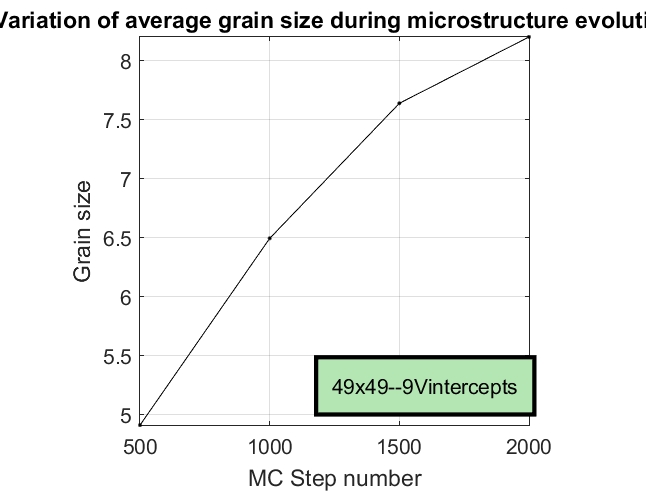 Variation of average grain size during microstructure evoluti
8
7.5
7
6.5
6
5.5
5
Grain size
49x49--9Vintercepts
500 1000 1500 2000
MC Step number